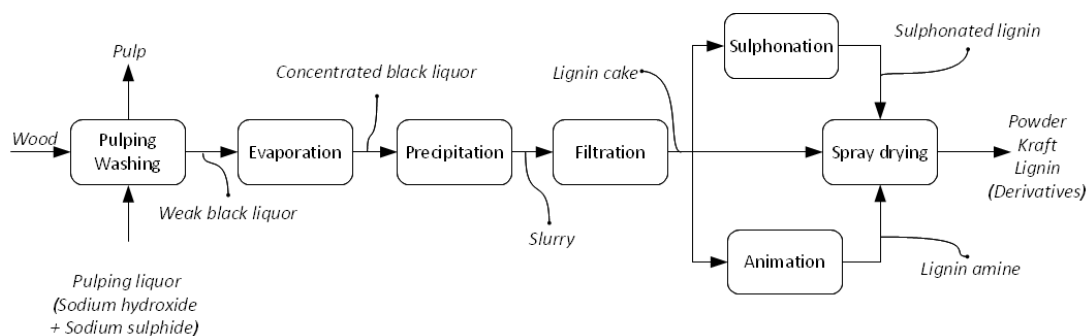 Pulp
Concentrated black liquor
Lignin cake
Sulphonation
Sulphonated lignin
Wood
Pulping
Washing
Evaporation
Precipitation
Filtration
Spray drying
Powder
Kraft
Lignin
(Derivatives)
Weak black liquor
Slurry
Animation
Lignin amine
Pulping liquor
(Sodium hydroxide
+ Sodium sulphide)